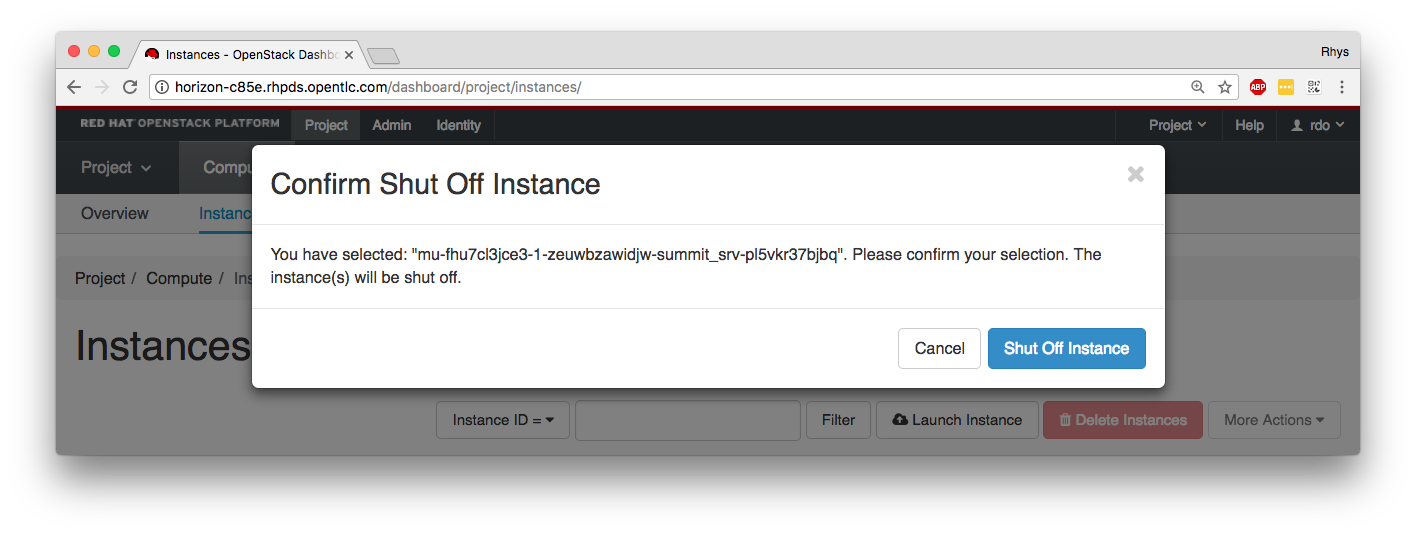 Instances - OpenStack Dashbo
Rhys
horizon-c85e.rhpds.opentlc.com/dashboard/project/instances/
ABP
RED HAT OPENSTACK PLATFORM Project Admin Identity Project Help rdo
Project Compu
Confirm Shut Off Instance
Overview Instanc
You have selected: "mu-fhu7cl3jce3-1-zeuwbzawidjw-summit_srv-pl5vkr37bjbq". Please confirm your selection. The
instance(s) will be shut off.
Project / Compute / Ins
Instances
Cancel Shut Off Instance
Instance ID = Filter Launch Instance Delete Instances More Actions